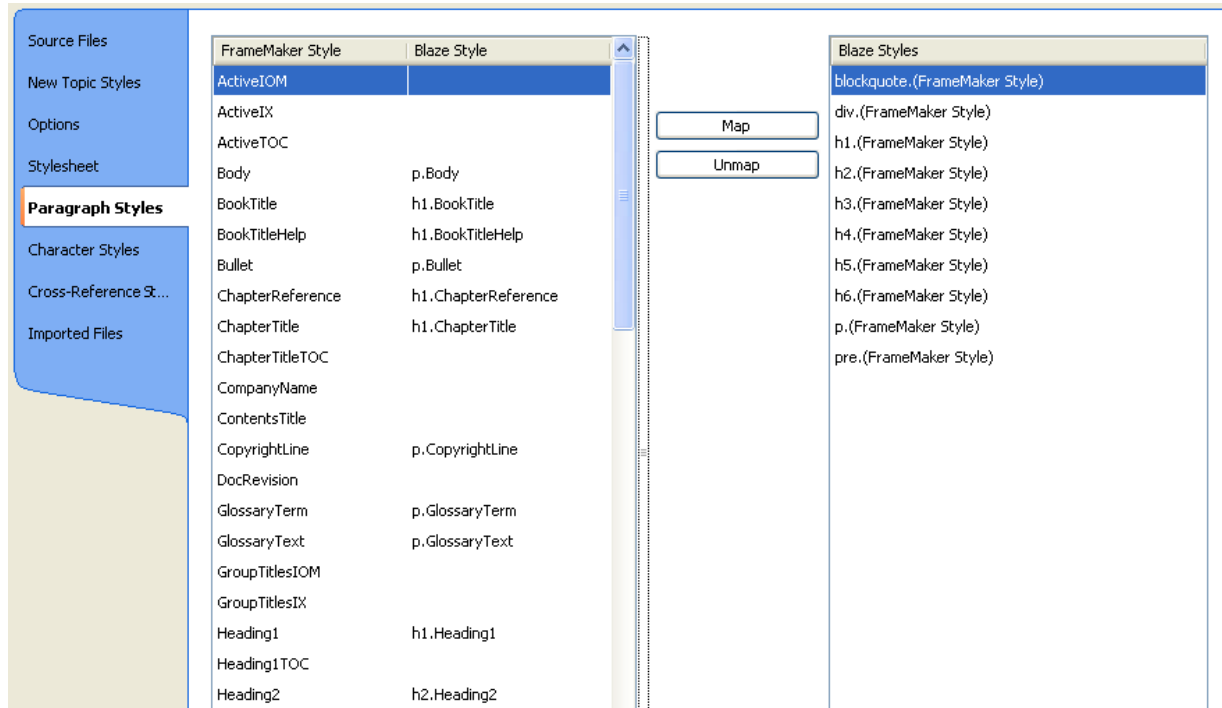 Source Files
New Topic Styles
Options
Stylesheet
Paragraph Styles
Character Styles
Cross-Reference St...
Imported Files
FrameMaker Style Blaze Style
ActiveIOM
ActiveIX
ActiveTOC
Body p.Body
BookTitle h1.BookTitle
BookTitleHelp h1.BookTitleHelp
Bullet p.Bullet
ChapterReference h1.ChapterReference
ChapterTitle h1.ChapterTitle
ChapterTitleTOC
CompanyName
ContentsTitle
CopyrightLine p.CopyrightLine
DocRevision
GlossaryTerm p.GlossaryTerm
GlossaryText p.GlossaryText
GroupTitlesIOM
GroupTitlesIX
Heading1 h1.Heading1
Heading1TOC
Heading2 h2.Heading2
Map
Unmap
Blaze Styles
blockquote.(FrameMaker Style)
div.(FrameMaker Style)
h1.(FrameMaker Style)
h2.(FrameMaker Style)
h3.(FrameMaker Style)
h4.(FrameMaker Style)
h5.(FrameMaker Style)
h6.(FrameMaker Style)
p.(FrameMaker Style)
pre.(FrameMaker Style)